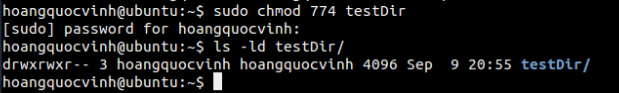 hoangquocvinh@ubuntu:~$ sudo chmod 774 testDir
[sudo] password for hoangquocvinh:
hoangquocvinh@ubuntu:~$ ls -ld testDir/
drwxrwxr-- 3 hoangquocvinh hoangquocvinh 4096 Sep  9 20:55 testDir/
hoangquocvinh@ubuntu:~$